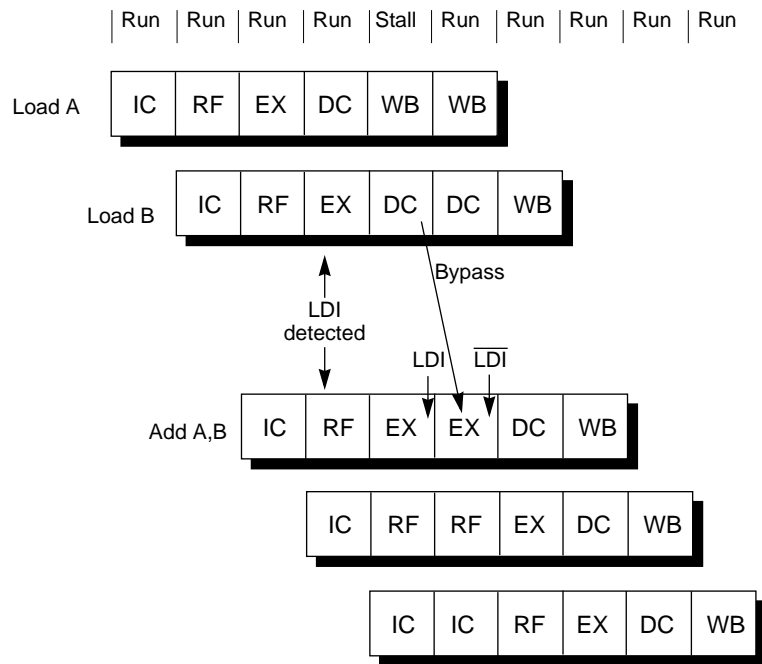 Run Run Run Run Stall Run Run Run Run Run
Load A IC RF EX DC WB WB
Load B IC RF EX DC DC WB
Bypass
LDI
detected
LDI L̅D̅I̅
Add A,B IC RF EX EX DC WB
IC RF RF EX DC WB
IC IC RF EX DC WB